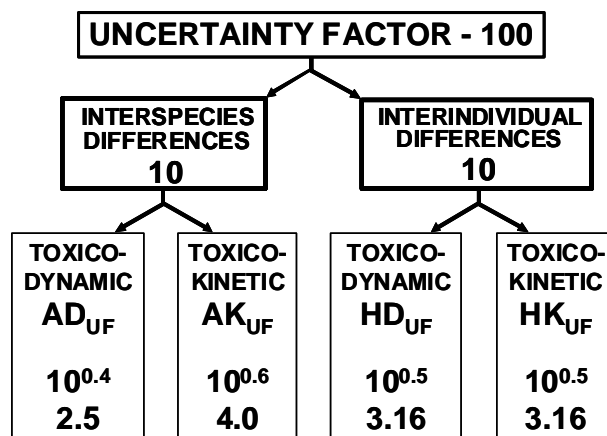 UNCERTAINTY FACTOR - 100
INTERSPECIES
DIFFERENCES
10
INTERINDIVIDUAL
DIFFERENCES
10
TOXICO-
DYNAMIC
AD_UF
10^0.4
2.5
TOXICO-
KINETIC
AK_UF
10^0.6
4.0
TOXICO-
DYNAMIC
HD_UF
10^0.5
3.16
TOXICO-
KINETIC
HK_UF
10^0.5
3.16